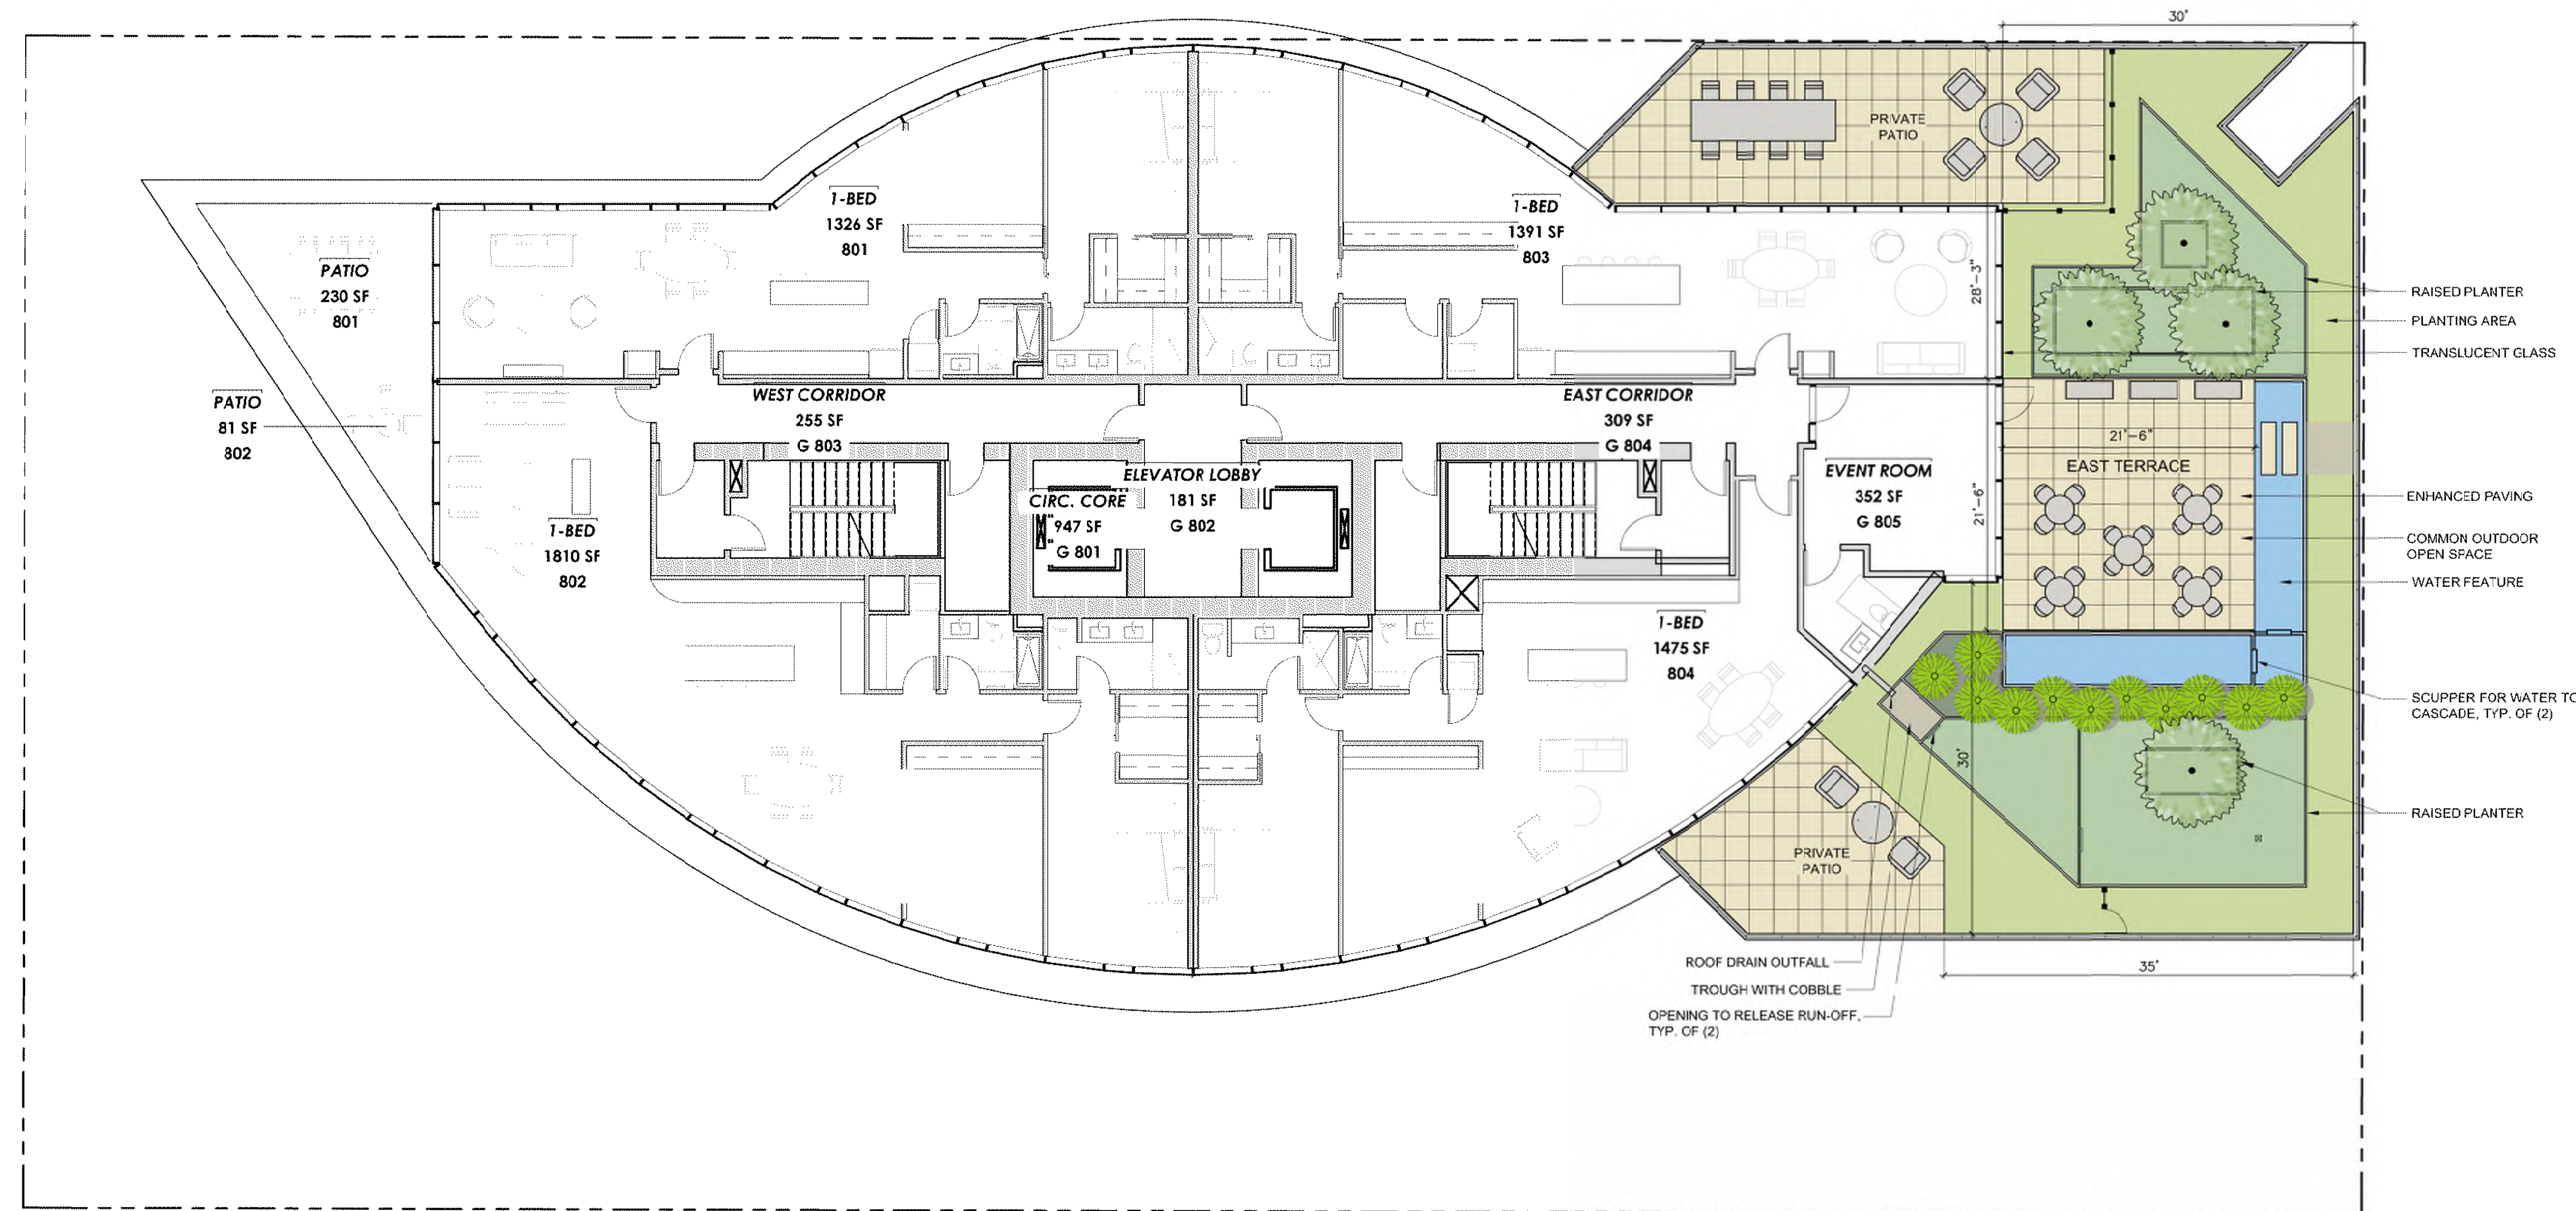 30'
PRIVATE
PATIO
1-BED
1326 SF
801
1-BED
1391 SF
803
PATIO
230 SF
801
28'-3"
RAISED PLANTER
PLANTING AREA
TRANSLUCENT GLASS
PATIO
81 SF
802
WEST CORRIDOR
255 SF
G 803
EAST CORRIDOR
309 SF
G 804
21'-6"
EAST TERRACE
ELEVATOR LOBBY
181 SF
G 802
CIRC. CORE
947 SF
G 801
EVENT ROOM
352 SF
G 805
21'-6"
ENHANCED PAVING
COMMON OUTDOOR
OPEN SPACE
WATER FEATURE
1-BED
1810 SF
802
1-BED
1475 SF
804
SCUPPER FOR WATER TO
CASCADE, TYP. OF (2)
30'
RAISED PLANTER
PRIVATE
PATIO
ROOF DRAIN OUTFALL
TROUGH WITH COBBLE
OPENING TO RELEASE RUN-OFF,
TYP. OF (2)
35'